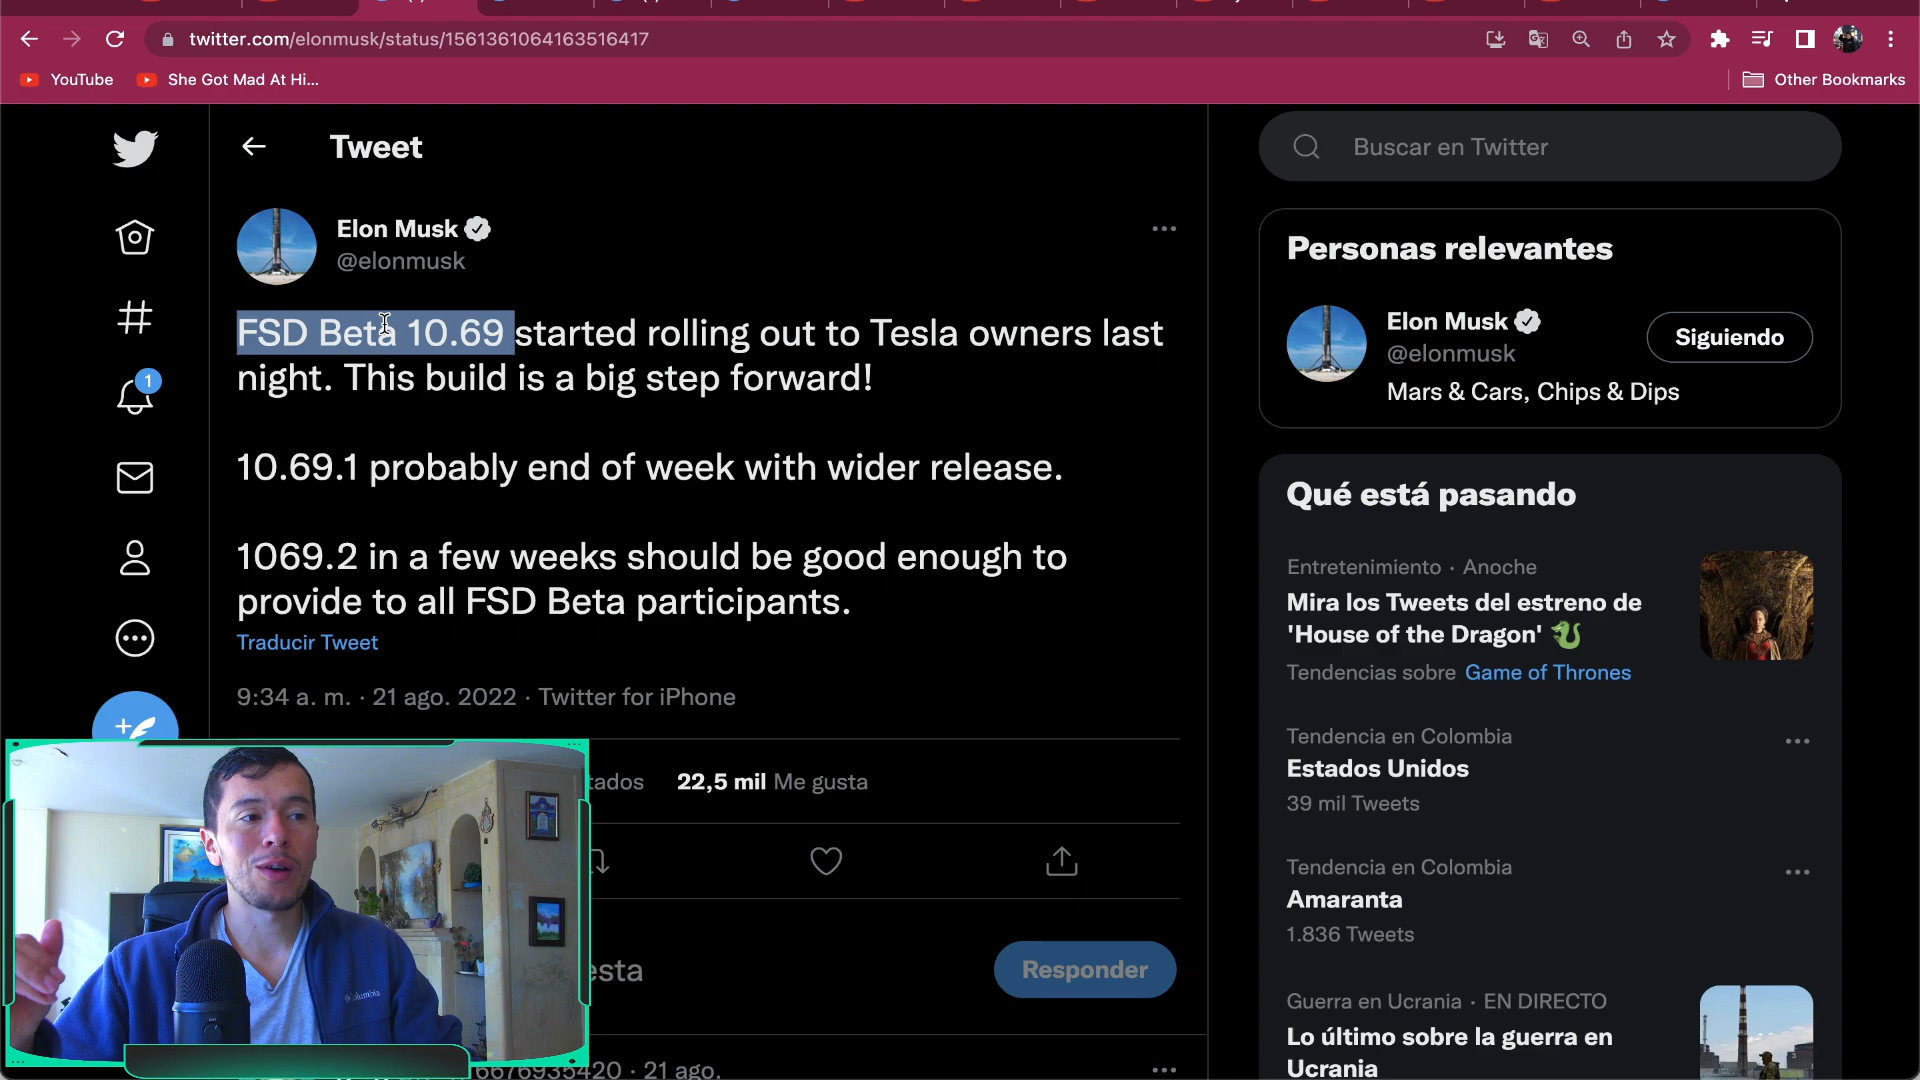 twitter.com/elonmusk/status/1561361064163516417
YouTube
She Got Mad At Hi...
Other Bookmarks
Tweet
Elon Musk
@elonmusk
FSD Beta 10.69 started rolling out to Tesla owners last
night. This build is a big step forward!
10.69.1 probably end of week with wider release.
1069.2 in a few weeks should be good enough to
provide to all FSD Beta participants.
Traducir Tweet
9:34 a. m. · 21 ago. 2022 · Twitter for iPhone
tados 22,5 mil Me gusta
esta
Responder
6676935420 · 21 ago.
1
Columbia
Buscar en Twitter
Personas relevantes
Elon Musk
@elonmusk
Siguiendo
Mars & Cars, Chips & Dips
Qué está pasando
Entretenimiento · Anoche
Mira los Tweets del estreno de
'House of the Dragon' 🐉
Tendencias sobre Game of Thrones
Tendencia en Colombia
Estados Unidos
39 mil Tweets
Tendencia en Colombia
Amaranta
1.836 Tweets
Guerra en Ucrania · EN DIRECTO
Lo último sobre la guerra en
Ucrania